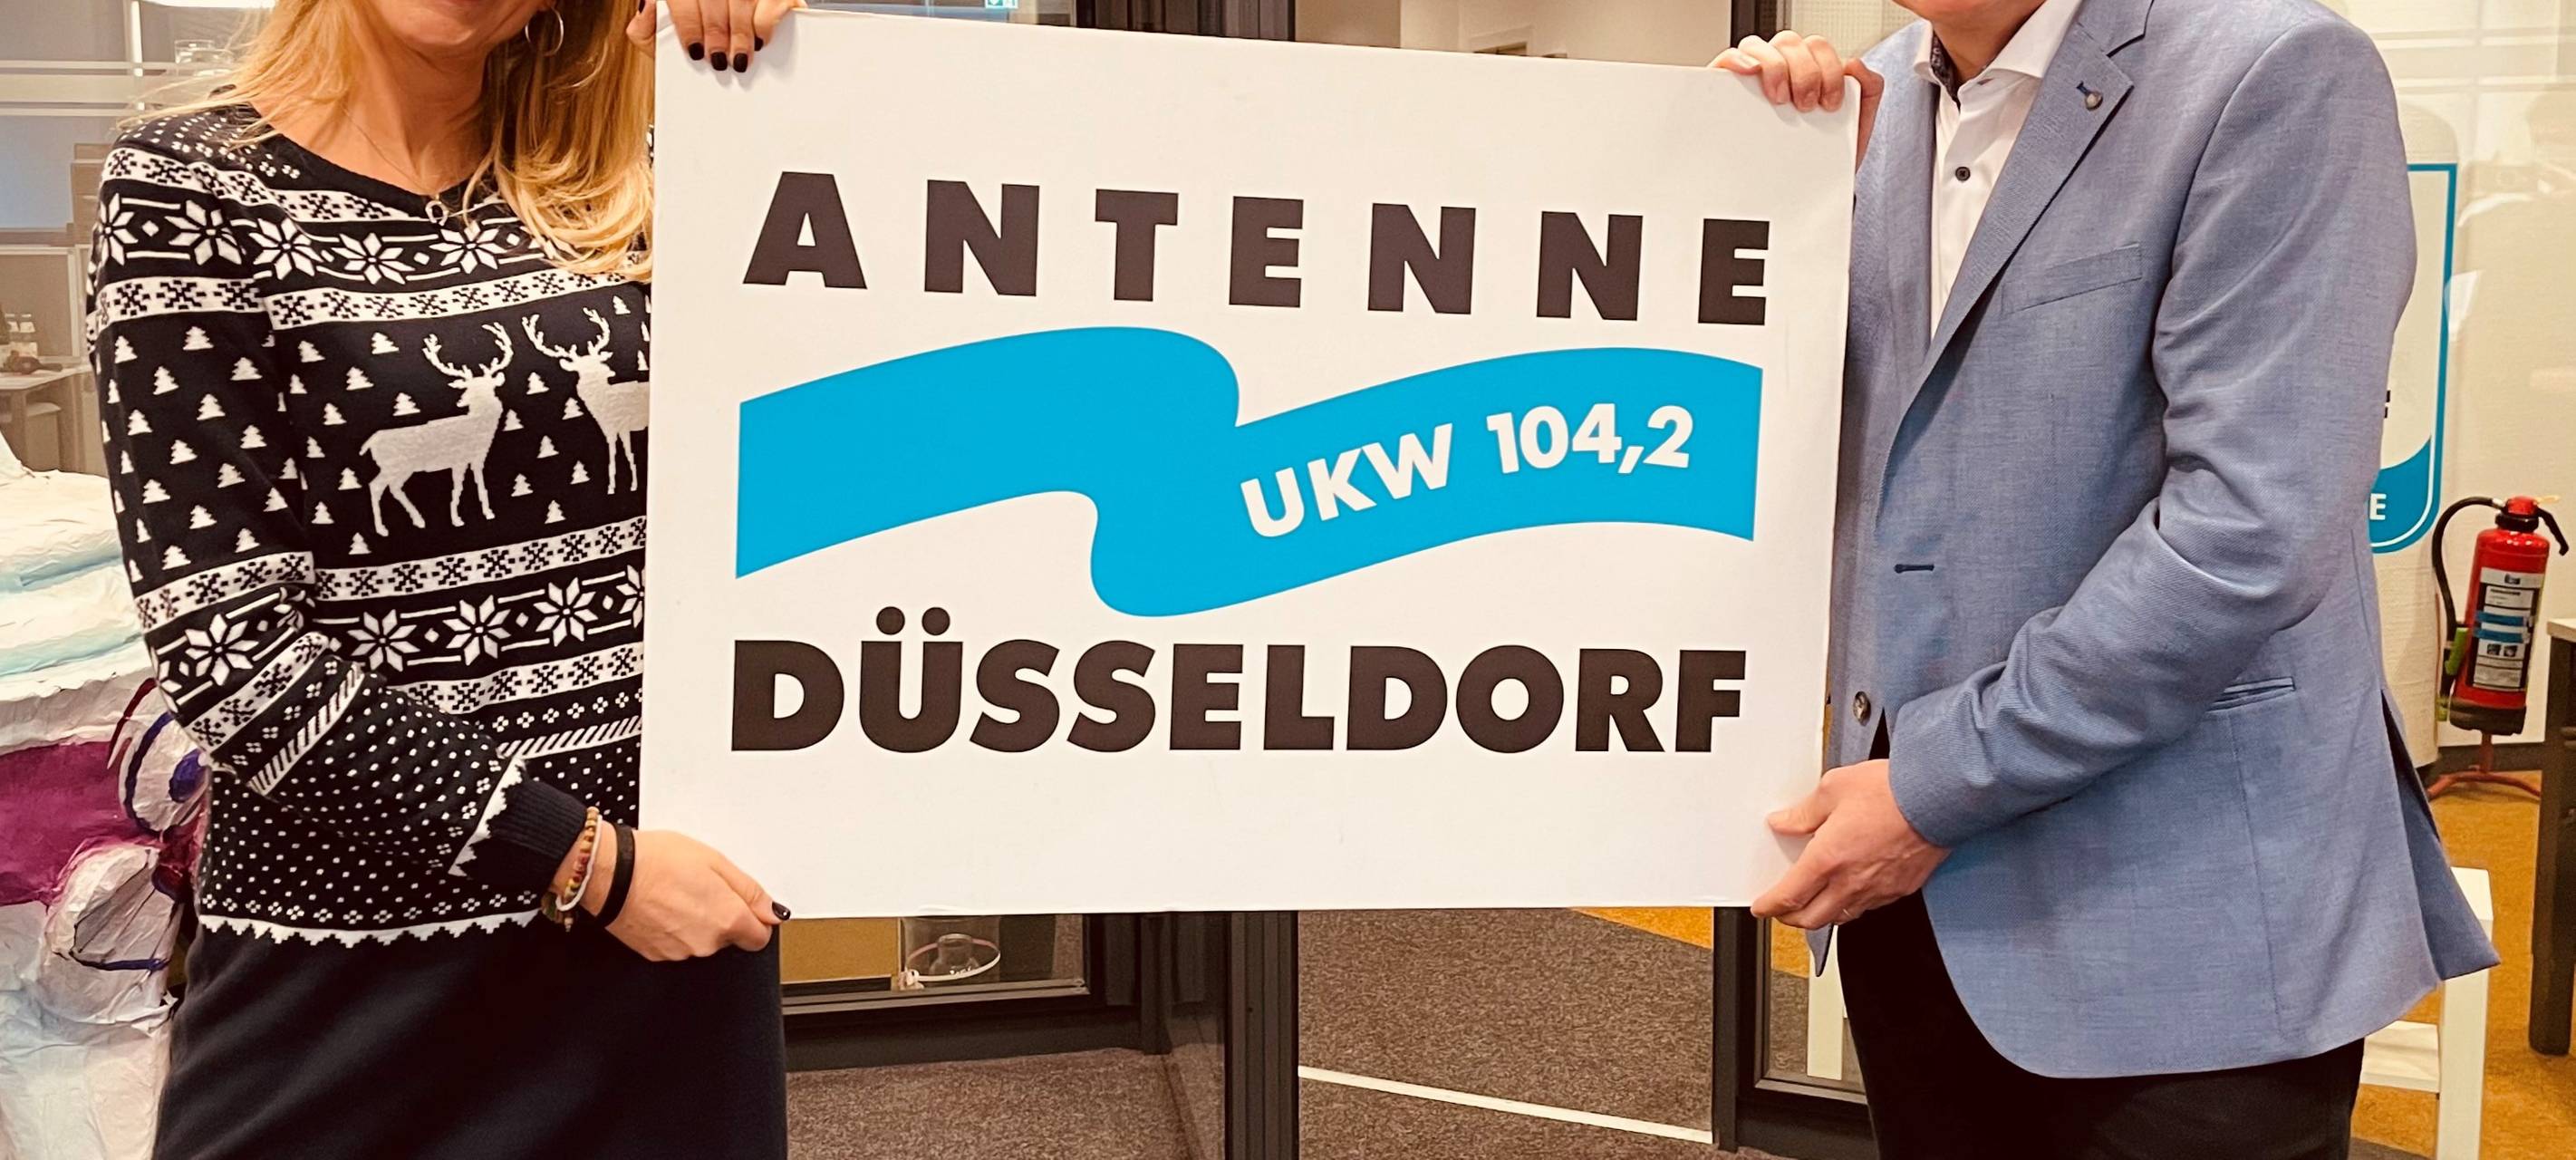 ANTENNE
UKW 104,2
DÜSSELDORF
E